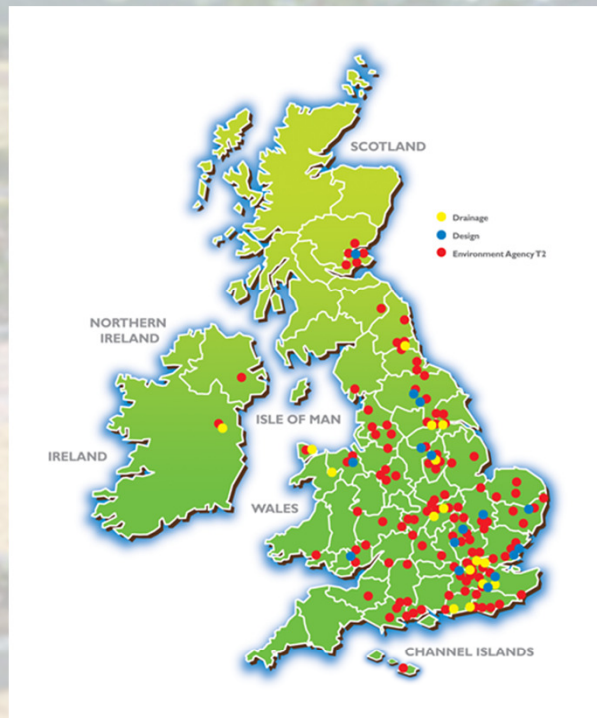 SCOTLAND
Drainage
Design
Environment Agency T2
NORTHERN
IRELAND
ISLE OF MAN
IRELAND
WALES
CHANNEL ISLANDS